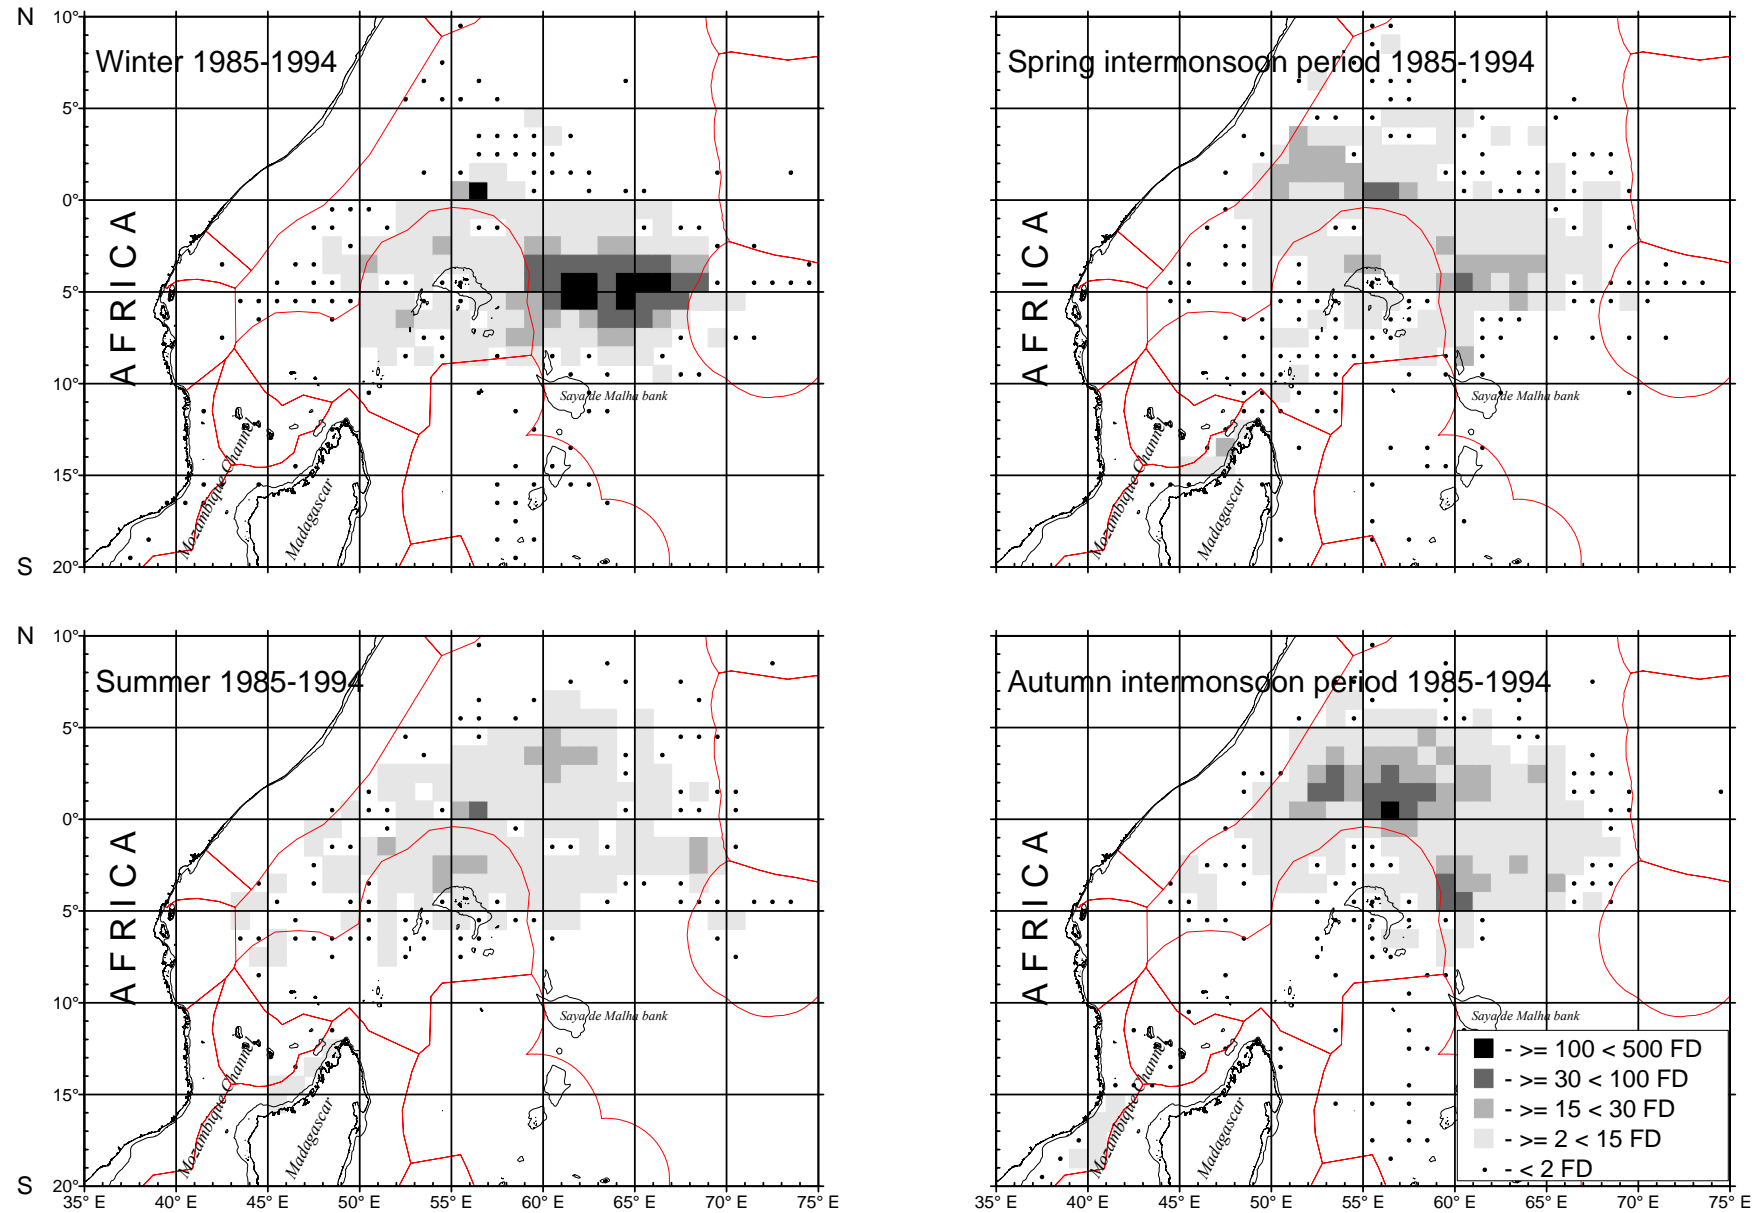 N
10°
5°
0°
5°
10°
15°
20°
S
Winter 1985-1994
AFRICA
Mozambique Channel
Madagascar
Saya de Malha bank
Spring intermonsoon period 1985-1994
AFRICA
Mozambique Channel
Madagascar
Saya de Malha bank
N
10°
5°
0°
5°
10°
15°
20°
S
Summer 1985-1994
AFRICA
Mozambique Channel
Madagascar
Saya de Malha bank
35° E 40° E 45° E 50° E 55° E 60° E 65° E 70° E 75° E
Autumn intermonsoon period 1985-1994
AFRICA
Mozambique Channel
Madagascar
Saya de Malha bank
- >= 100 < 500 FD
- >= 30 < 100 FD
- >= 15 < 30 FD
- >= 2 < 15 FD
- < 2 FD
35° E 40° E 45° E 50° E 55° E 60° E 65° E 70° E 75° E